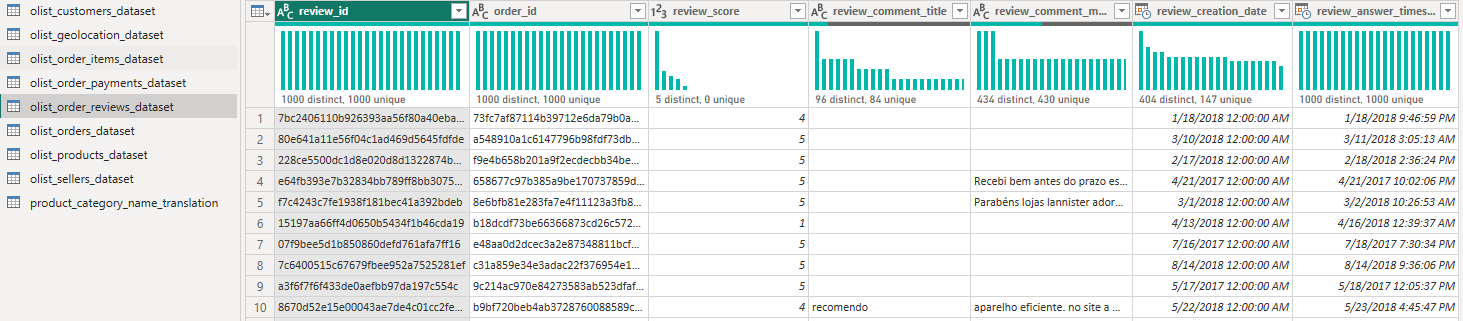 olist_customers_dataset
olist_geolocation_dataset
olist_order_items_dataset
olist_order_payments_dataset
olist_order_reviews_dataset
olist_orders_dataset
olist_products_dataset
olist_sellers_dataset
product_category_name_translation
ABC review_id ABC order_id 123 review_score ABC review_comment_title ABC review_comment_m... review_creation_date review_answer_times...
1000 distinct, 1000 unique 1000 distinct, 1000 unique 5 distinct, 0 unique 96 distinct, 84 unique 434 distinct, 430 unique 404 distinct, 147 unique 1000 distinct, 1000 unique
1 7bc2406110b926393aa56f80a40eba... 73fc7af87114b39712e6da79b0a... 4 1/18/2018 12:00:00 AM 1/18/2018 9:46:59 PM
2 80e641a11e56f04c1ad469d5645fdfde a548910a1c6147796b98fdf73db... 5 3/10/2018 12:00:00 AM 3/11/2018 3:05:13 AM
3 228ce5500dc1d8e020d8d1322874b... f9e4b658b201a9f2ecdecbb34be... 5 2/17/2018 12:00:00 AM 2/18/2018 2:36:24 PM
4 e64fb393e7b32834bb789ff8bb3075... 658677c97b385a9be170737859d... 5 Recebi bem antes do prazo es... 4/21/2017 12:00:00 AM 4/21/2017 10:02:06 PM
5 f7c4243c7fe1938f181bec41a392bdeb 8e6bfb81e283fa7e4f11123a3fb8... 5 Parabéns lojas lannister ador... 3/1/2018 12:00:00 AM 3/2/2018 10:26:53 AM
6 15197aa66ff4d0650b5434f1b46cda19 b18dcdf73be66366873cd26c572... 1 4/13/2018 12:00:00 AM 4/16/2018 12:39:37 AM
7 07f9bee5d1b850860defd761afa7ff16 e48aa0d2dcec3a2e87348811bcf... 5 7/16/2017 12:00:00 AM 7/18/2017 7:30:34 PM
8 7c6400515c67679fbee952a7525281ef c31a859e34e3adac22f376954e1... 5 8/14/2018 12:00:00 AM 8/14/2018 9:36:06 PM
9 a3f6f7f6f433de0aefbb97da197c554c 9c214ac970e84273583ab523dfaf... 5 5/17/2017 12:00:00 AM 5/18/2017 12:05:37 PM
10 8670d52e15e00043ae7de4c01cc2fe... b9bf720beb4ab3728760088589c... 4 recomendo aparelho eficiente. no site a ... 5/22/2018 12:00:00 AM 5/23/2018 4:45:47 PM